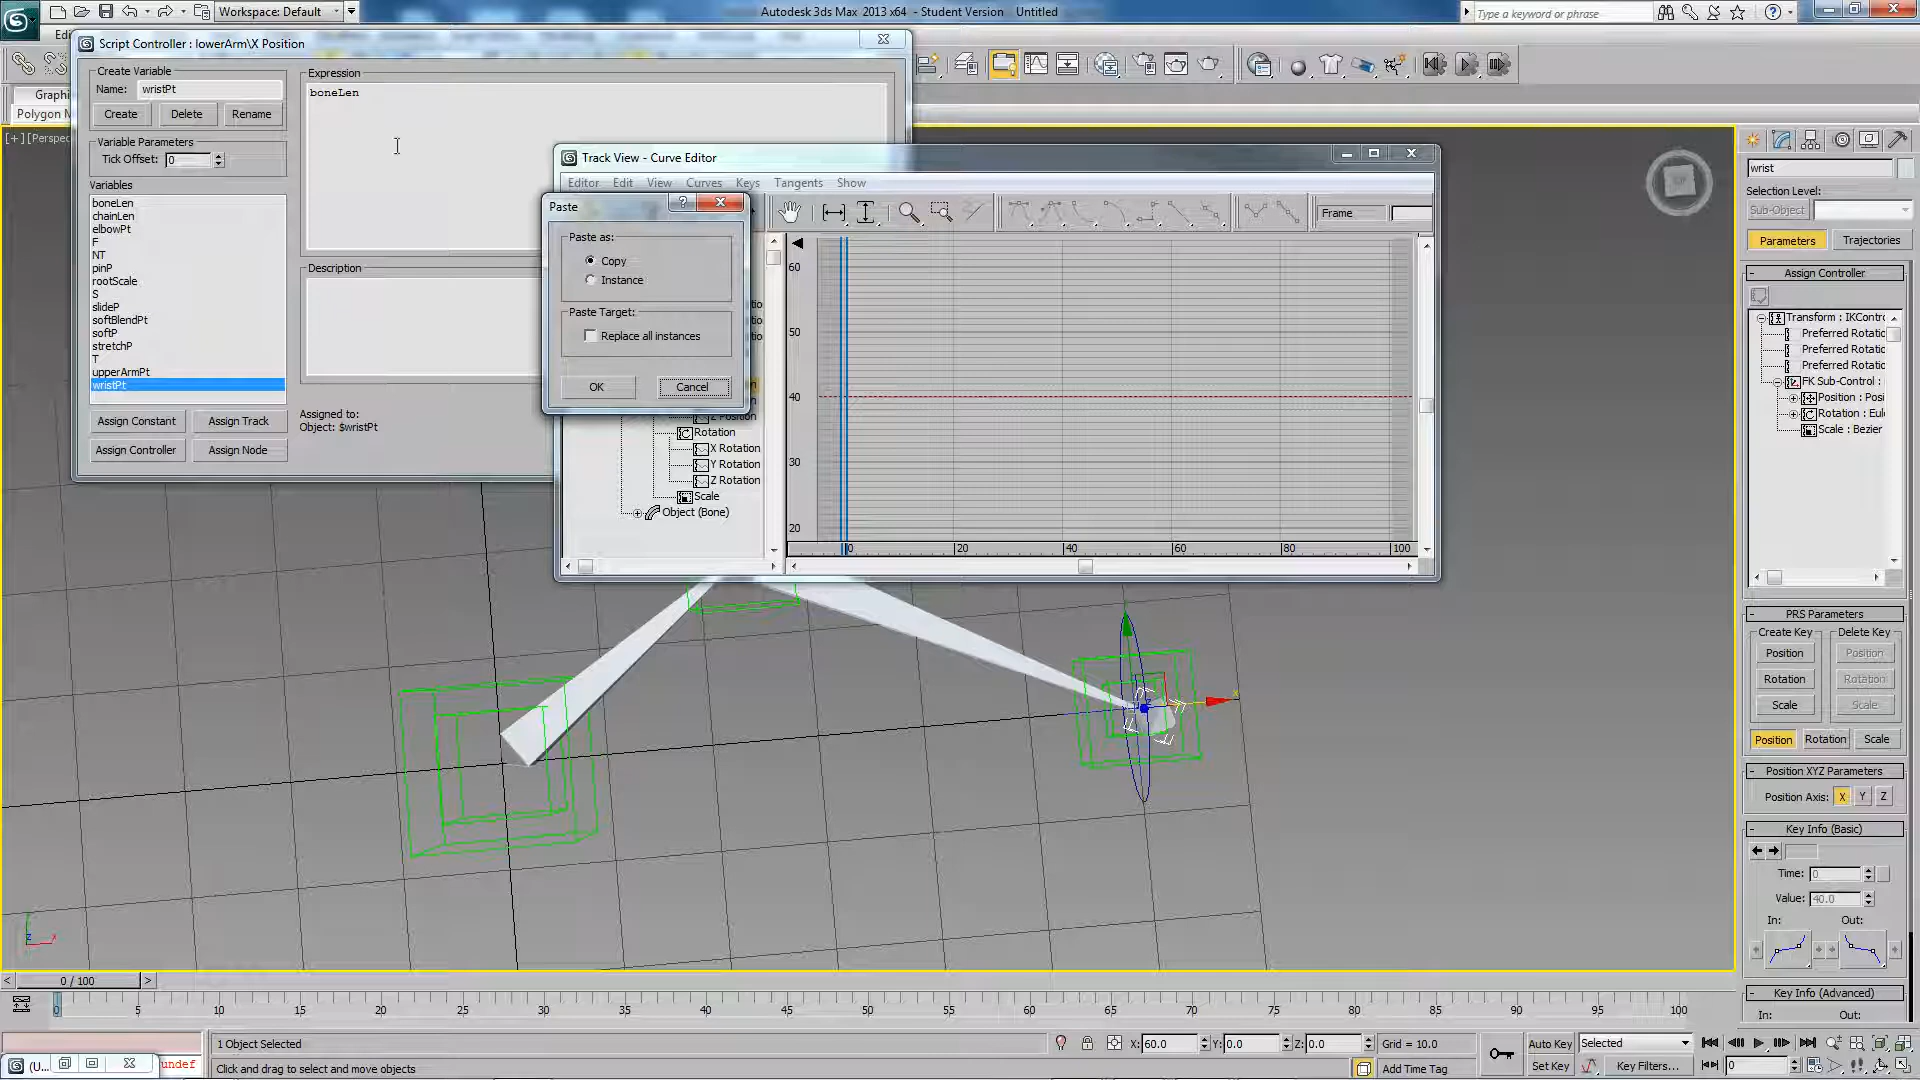 Workspace: Default
Autodesk 3ds Max 2013 x64 - Student Version Untitled
Type a keyword or phrase
Script Controller : lowerArm\X Position
Create Variable
Name: wristPt
Create Delete Rename
Variable Parameters
Tick Offset: 0
Variables
boneLen
chainLen
elbowPt
F
NT
pinP
rootScale
S
slideP
softBlendPt
softP
stretchP
T
upperArmPt
wristPt
Assign Constant Assign Track
Assign Controller Assign Node
Expression
boneLen
Description
Assigned to:
Object: $wristPt
Graphi
Polygon M
[+] [Perspec
Track View - Curve Editor
Editor Edit View Curves Keys Tangents Show
Frame
Paste
Paste as:
Copy
Instance
Paste Target:
Replace all instances
OK Cancel
Z Position
Rotation
X Rotation
Y Rotation
Z Rotation
Scale
Object (Bone)
60
50
40
30
20
0 20 40 60 80 100
wrist
Selection Level:
Sub-Object
Parameters Trajectories
Assign Controller
Transform : IKContro
Preferred Rotatic
Preferred Rotatic
Preferred Rotatic
FK Sub-Control :
Position : Posi
Rotation : Eul
Scale : Bezier
PRS Parameters
Create Key Delete Key
Position Position
Rotation Rotation
Scale Scale
Position Rotation Scale
Position XYZ Parameters
Position Axis: X Y Z
Key Info (Basic)
Time: 0
Value: 40.0
In: Out:
Key Info (Advanced)
In: Out:
0 / 100
0 5 10 15 20 25 30 35 40 45 50 55 60 65 70 75 80 85 90 95 100
1 Object Selected
X: 60.0 Y: 0.0 Z: 0.0 Grid = 10.0
Auto Key Selected
(U...
undef
Click and drag to select and move objects
Add Time Tag
Set Key Key Filters...
0